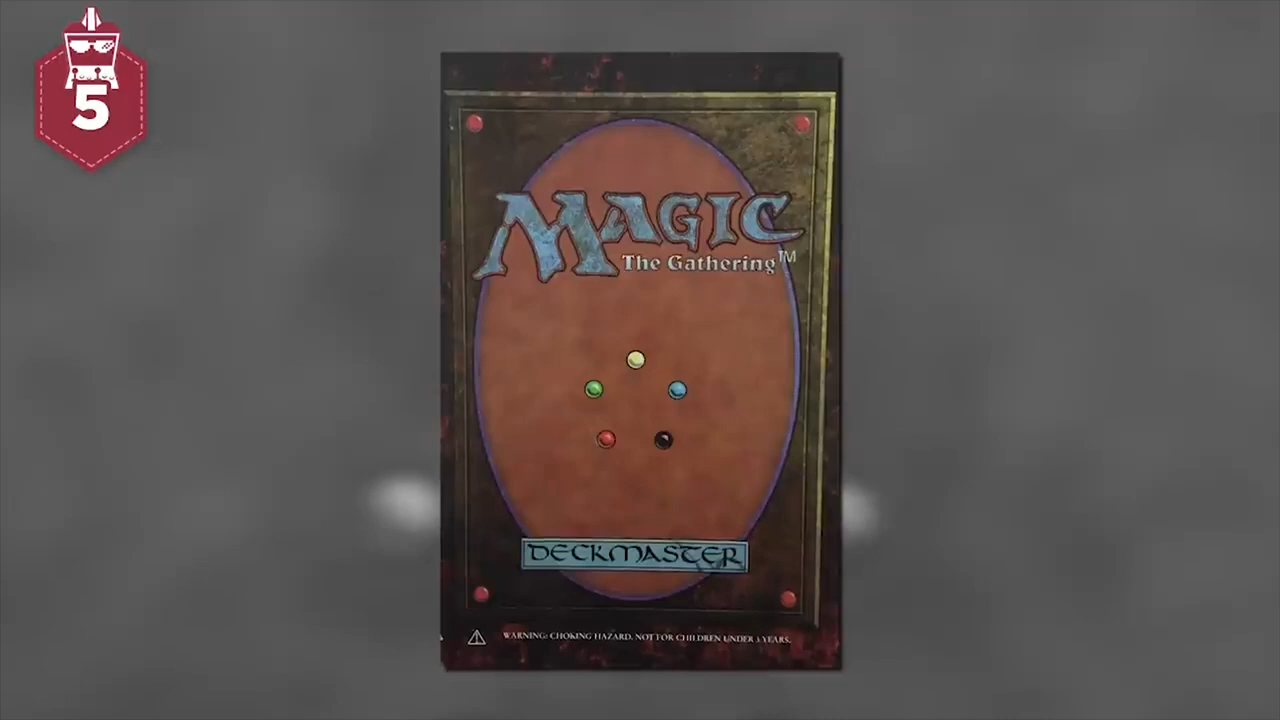 5
MAGIC
The Gathering™
DECKMASTER
WARNING: CHOKING HAZARD. NOT FOR CHILDREN UNDER 3 YEARS.